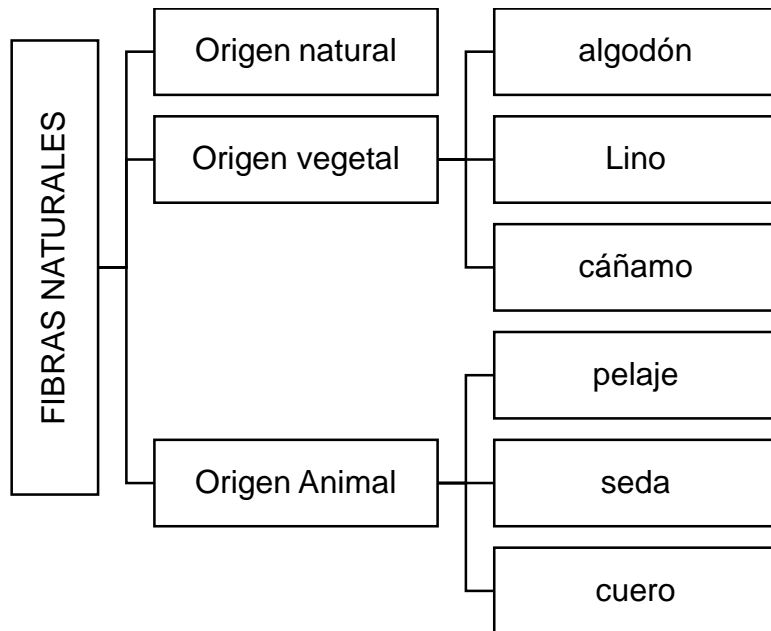 FIBRAS NATURALES
Origen natural
Origen vegetal
algodón
Lino
cáñamo
Origen Animal
pelaje
seda
cuero